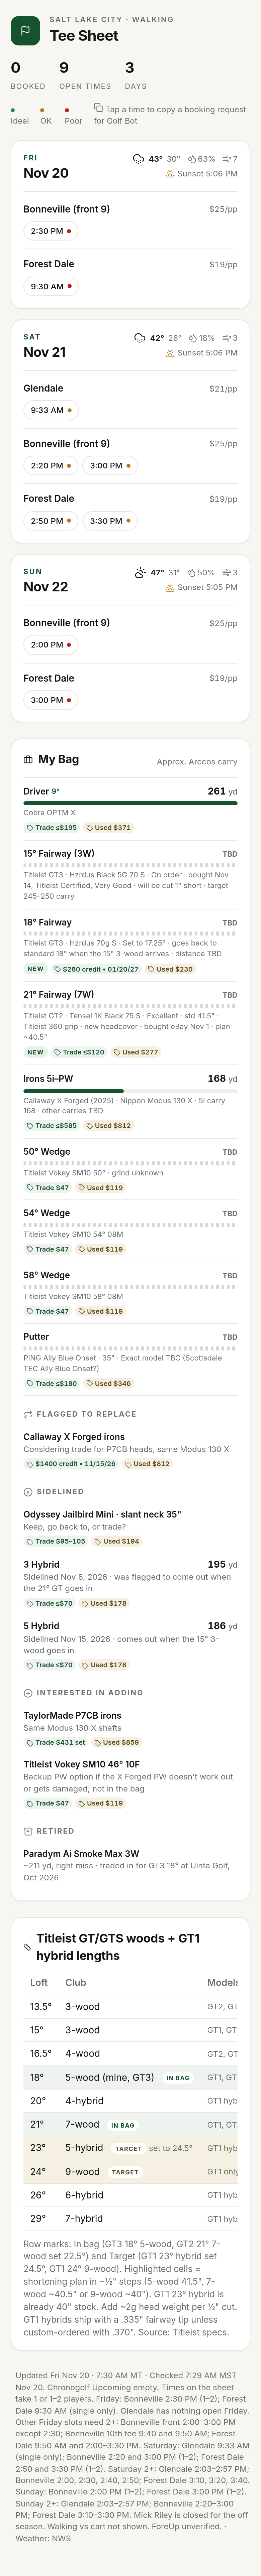 SALT LAKE CITY · WALKING
Tee Sheet
0
BOOKED
9
OPEN TIMES
3
DAYS
Ideal
OK
Poor
Tap a time to copy a booking request
for Golf Bot
FRI
Nov 20
43° 30° 63% 7
Sunset 5:06 PM
Bonneville (front 9) $25/pp
2:30 PM
Forest Dale $19/pp
9:30 AM
SAT
Nov 21
42° 26° 18% 3
Sunset 5:06 PM
Glendale $21/pp
9:33 AM
Bonneville (front 9) $25/pp
2:20 PM 3:00 PM
Forest Dale $19/pp
2:50 PM 3:30 PM
SUN
Nov 22
47° 31° 50% 3
Sunset 5:05 PM
Bonneville (front 9) $25/pp
2:00 PM
Forest Dale $19/pp
3:00 PM
My Bag Approx. Arccos carry
Driver 9° 261 yd
Cobra OPTM X
Trade ≤$195 Used $371
15° Fairway (3W) TBD
Titleist GT3 · Hzrdus Black 5G 70 S · On order · bought Nov
14, Titleist Certified, Very Good · will be cut 1" short · target
245–250 carry
18° Fairway TBD
Titleist GT3 · Hzrdus 70g S · Set to 17.25° · goes back to
standard 18° when the 15° 3-wood arrives · distance TBD
NEW $280 credit • 01/20/27 Used $230
21° Fairway (7W) TBD
Titleist GT2 · Tensei 1K Black 75 S · Excellent · std 41.5" ·
Titleist 360 grip · new headcover · bought eBay Nov 1 · plan
~40.5"
NEW Trade ≤$120 Used $277
Irons 5i–PW 168 yd
Callaway X Forged (2025) · Nippon Modus 130 X · 5i carry
168 · other carries TBD
Trade ≤$585 Used $812
50° Wedge TBD
Titleist Vokey SM10 50° · grind unknown
Trade $47 Used $119
54° Wedge TBD
Titleist Vokey SM10 54° 08M
Trade $47 Used $119
58° Wedge TBD
Titleist Vokey SM10 58° 08M
Trade $47 Used $119
Putter TBD
PING Ally Blue Onset · 35" · Exact model TBC (Scottsdale
TEC Ally Blue Onset?)
Trade ≤$180 Used $346
FLAGGED TO REPLACE
Callaway X Forged irons
Considering trade for P7CB heads, same Modus 130 X
$1400 credit • 11/15/26 Used $812
SIDELINED
Odyssey Jailbird Mini · slant neck 35"
Keep, go back to, or trade?
Trade $95–105 Used $194
3 Hybrid 195 yd
Sidelined Nov 8, 2026 · was flagged to come out when
the 21° GT goes in
Trade ≤$70 Used $178
5 Hybrid 186 yd
Sidelined Nov 15, 2026 · comes out when the 15° 3-
wood goes in
Trade ≤$70 Used $178
INTERESTED IN ADDING
TaylorMade P7CB irons
Same Modus 130 X shafts
Trade $431 set Used $859
Titleist Vokey SM10 46° 10F
Backup PW option if the X Forged PW doesn't work out
or gets damaged; not in the bag
Trade $47 Used $119
RETIRED
Paradym Ai Smoke Max 3W
~211 yd, right miss · traded in for GT3 18° at Uinta Golf,
Oct 2026
Titleist GT/GTS woods + GT1
hybrid lengths
Loft Club Models
13.5° 3-wood GT2, GT
15° 3-wood GT1, GT
16.5° 4-wood GT2, GT
18° 5-wood (mine, GT3) IN BAG GT1, GT
20° 4-hybrid GT1 hyb
21° 7-wood IN BAG GT1, GT
23° 5-hybrid TARGET set to 24.5° GT1 hyb
24° 9-wood TARGET GT1 only
26° 6-hybrid GT1 hyb
29° 7-hybrid GT1 hyb
Row marks: In bag (GT3 18° 5-wood, GT2 21° 7-
wood set 22.5°) and Target (GT1 23° hybrid set
24.5°, GT1 24° 9-wood). Highlighted cells =
shortening plan in ~½" steps (5-wood 41.5", 7-
wood ~40.5" or 9-wood ~40"). GT1 23° hybrid is
already 40" stock. Add ~2g head weight per ½" cut.
GT1 hybrids ship with a .335" fairway tip unless
custom-ordered with .370". Source: Titleist specs.
Updated Fri Nov 20 · 7:30 AM MT · Checked 7:29 AM MST
Nov 20. Chronogolf Upcoming empty. Times on the sheet
take 1 or 1–2 players. Friday: Bonneville 2:30 PM (1–2); Forest
Dale 9:30 AM (single only). Glendale has nothing open Friday.
Other Friday slots need 2+: Bonneville front 2:00–3:00 PM
except 2:30; Bonneville 10th tee 9:40 and 9:50 AM; Forest
Dale 9:50 AM and 2:00–3:30 PM. Saturday: Glendale 9:33 AM
(single only); Bonneville 2:20 and 3:00 PM (1–2); Forest Dale
2:50 and 3:30 PM (1–2). Saturday 2+: Glendale 2:03–2:57 PM;
Bonneville 2:00, 2:30, 2:40, 2:50; Forest Dale 3:10, 3:20, 3:40.
Sunday: Bonneville 2:00 PM (1–2); Forest Dale 3:00 PM (1–2).
Sunday 2+: Glendale 2:03–2:57 PM; Bonneville 2:20–3:00
PM; Forest Dale 3:10–3:30 PM. Mick Riley is closed for the off
season. Walking vs cart not shown. ForeUp unverified. ·
Weather: NWS